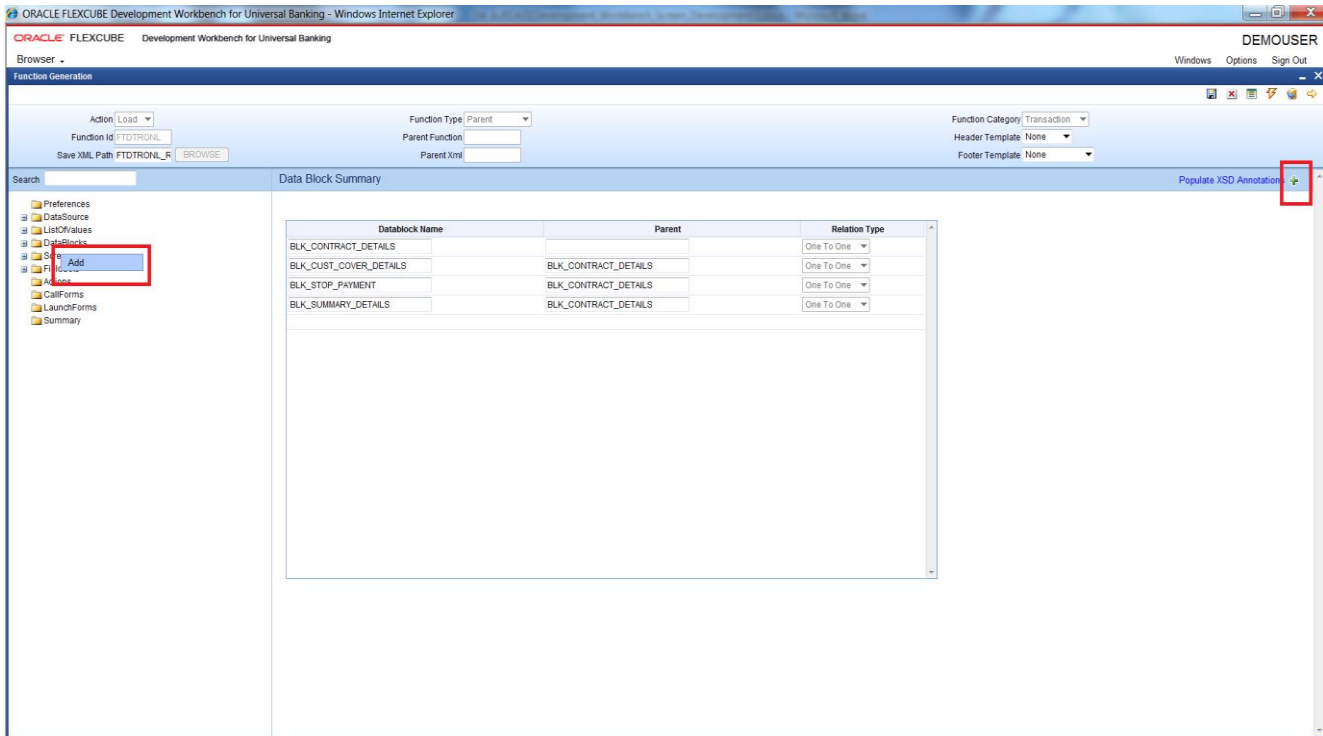 ORACLE FLEXCUBE Development Workbench for Universal Banking - Windows Internet Explorer
ORACLE FLEXCUBE Development Workbench for Universal Banking
DEMOUSER
Browser
Windows Options Sign Out
Function Generation
Action Load Function Type Parent Function Category Transaction
Function Id FTDTRONL Parent Function Header Template None
Save XML Path FTDTRONL_R BROWSE Parent Xml Footer Template None
Search Data Block Summary Populate XSD Annotations
Preferences
DataSource
ListOfValues
DataBlocks
Add
Actions
CallForms
LaunchForms
Summary
Datablock Name Parent Relation Type
BLK_CONTRACT_DETAILS One To One
BLK_CUST_COVER_DETAILS BLK_CONTRACT_DETAILS One To One
BLK_STOP_PAYMENT BLK_CONTRACT_DETAILS One To One
BLK_SUMMARY_DETAILS BLK_CONTRACT_DETAILS One To One